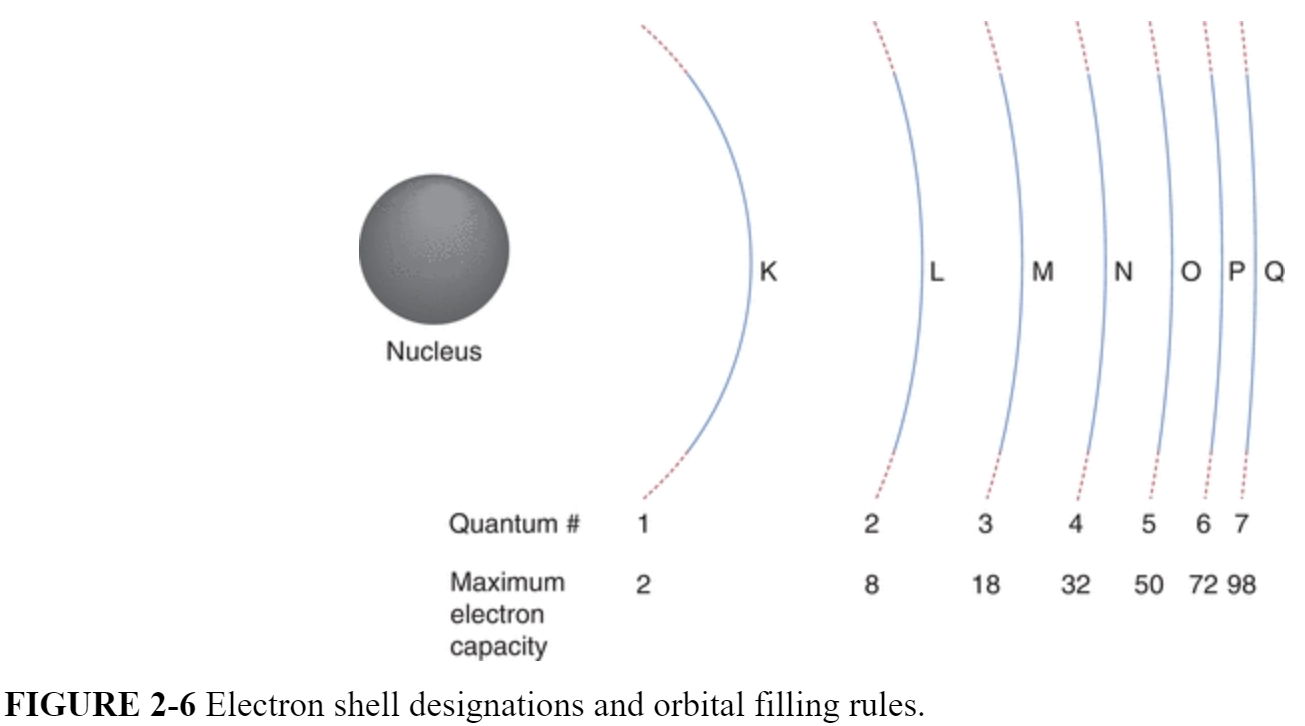 K L M N O P Q
Nucleus
Quantum # 1 2 3 4 5 6 7
Maximum 2 8 18 32 50 72 98
electron
capacity
FIGURE 2-6 Electron shell designations and orbital filling rules.